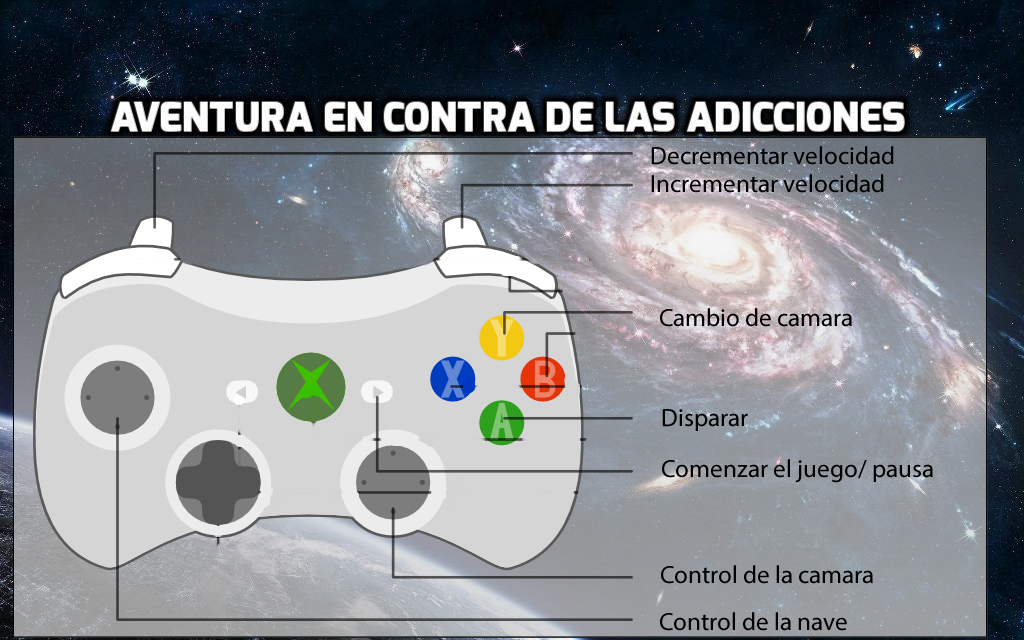 AVENTURA EN CONTRA DE LAS ADICCIONES
Decrementar velocidad
Incrementar velocidad
Cambio de camara
Y
X
B
A
Disparar
Comenzar el juego/ pausa
Control de la camara
Control de la nave